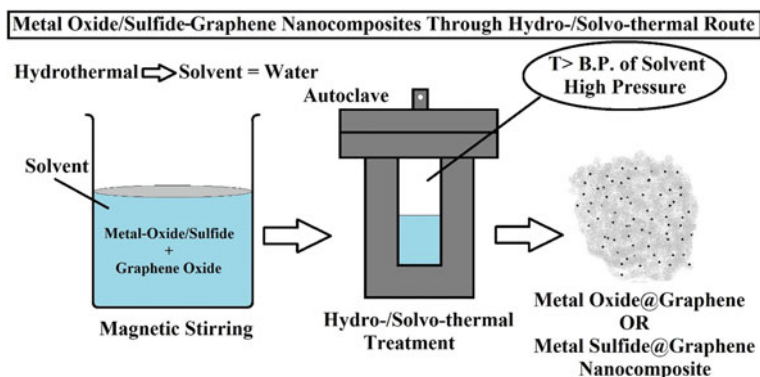 Metal Oxide/Sulfide-Graphene Nanocomposites Through Hydro-/Solvo-thermal Route
Hydrothermal
Solvent = Water
T> B.P. of Solvent
High Pressure
Autoclave
Solvent
Metal-Oxide/Sulfide
+
Graphene Oxide
Magnetic Stirring
Hydro-/Solvo-thermal
Treatment
Metal Oxide@Graphene
OR
Metal Sulfide@Graphene
Nanocomposite